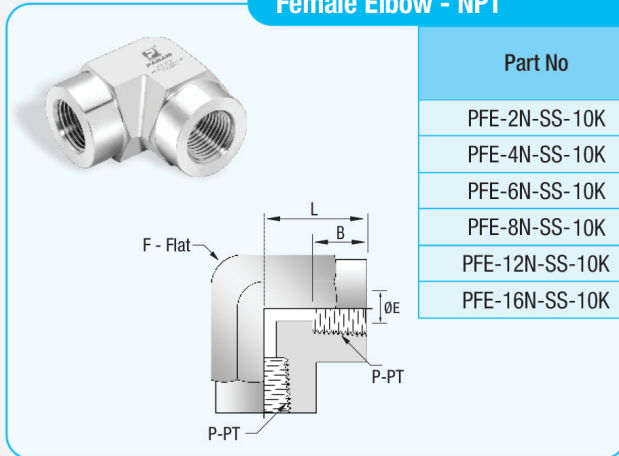 Female Elbow - NPT
PARAM
Part No
PFE-2N-SS-10K
PFE-4N-SS-10K
PFE-6N-SS-10K
PFE-8N-SS-10K
PFE-12N-SS-10K
PFE-16N-SS-10K
L
B
F - Flat
ØE
P-PT
P-PT